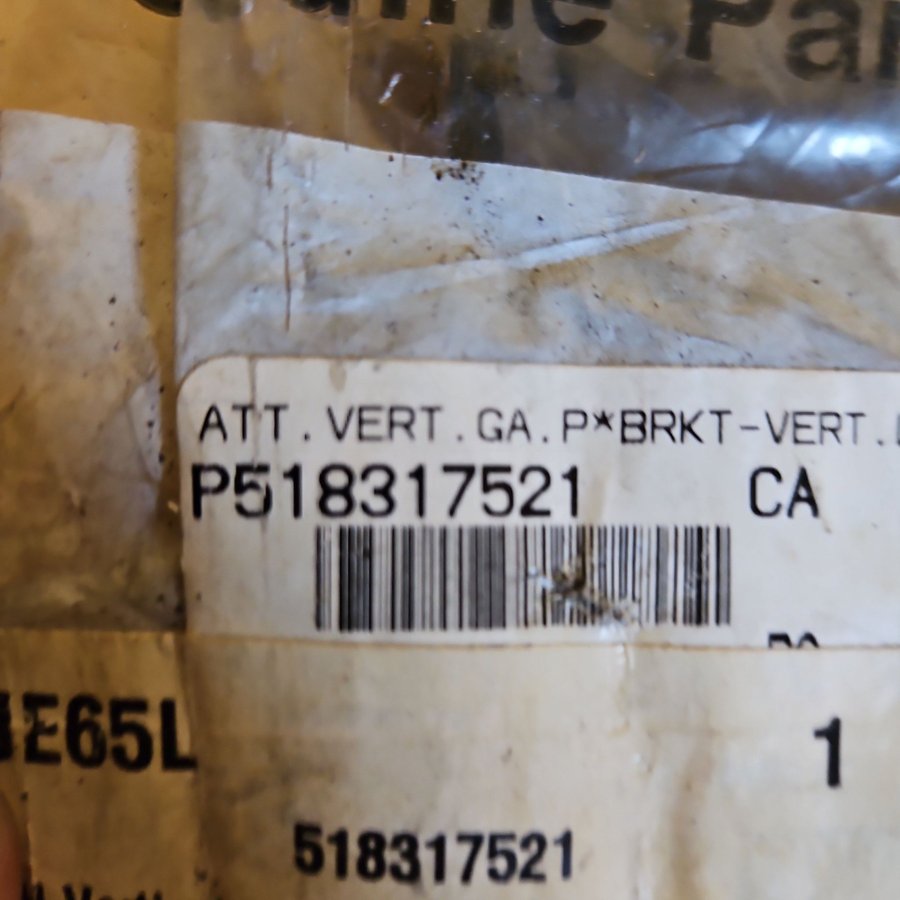 ATT.VERT.GA.P*BRKT-VERT.
P518317521 CA
E65L
1
518317521